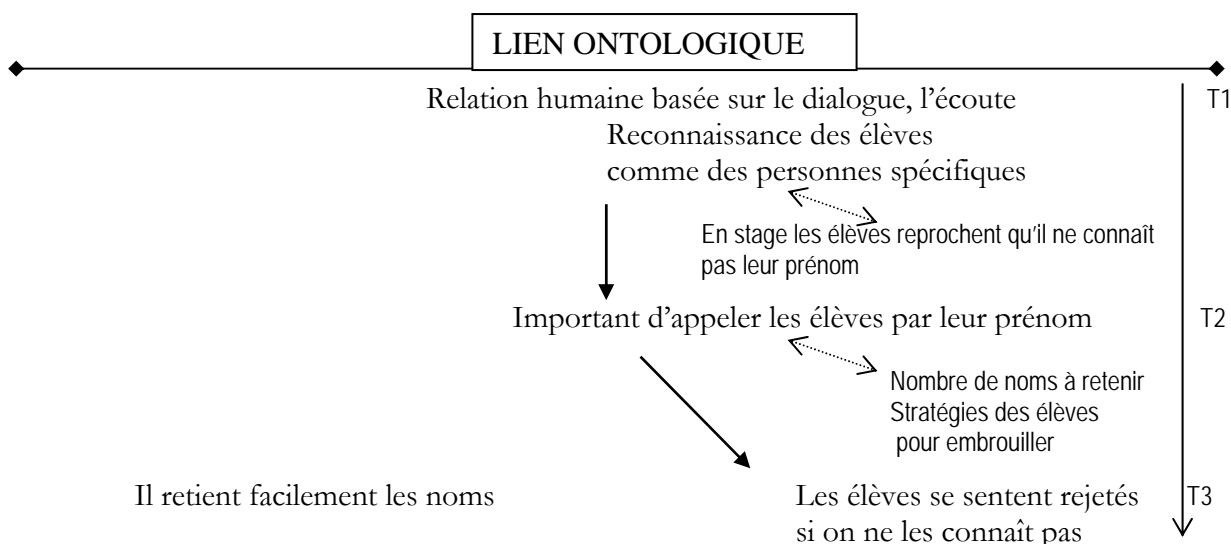 LIEN ONTOLOGIQUE
Relation humaine basée sur le dialogue, l'écoute
T1
Reconnaissance des élèves
comme des personnes spécifiques
En stage les élèves reprochent qu'il ne connaît
pas leur prénom
Important d'appeler les élèves par leur prénom
T2
Nombre de noms à retenir
Stratégies des élèves
pour embrouiller
Il retient facilement les noms
Les élèves se sentent rejetés
T3
si on ne les connaît pas